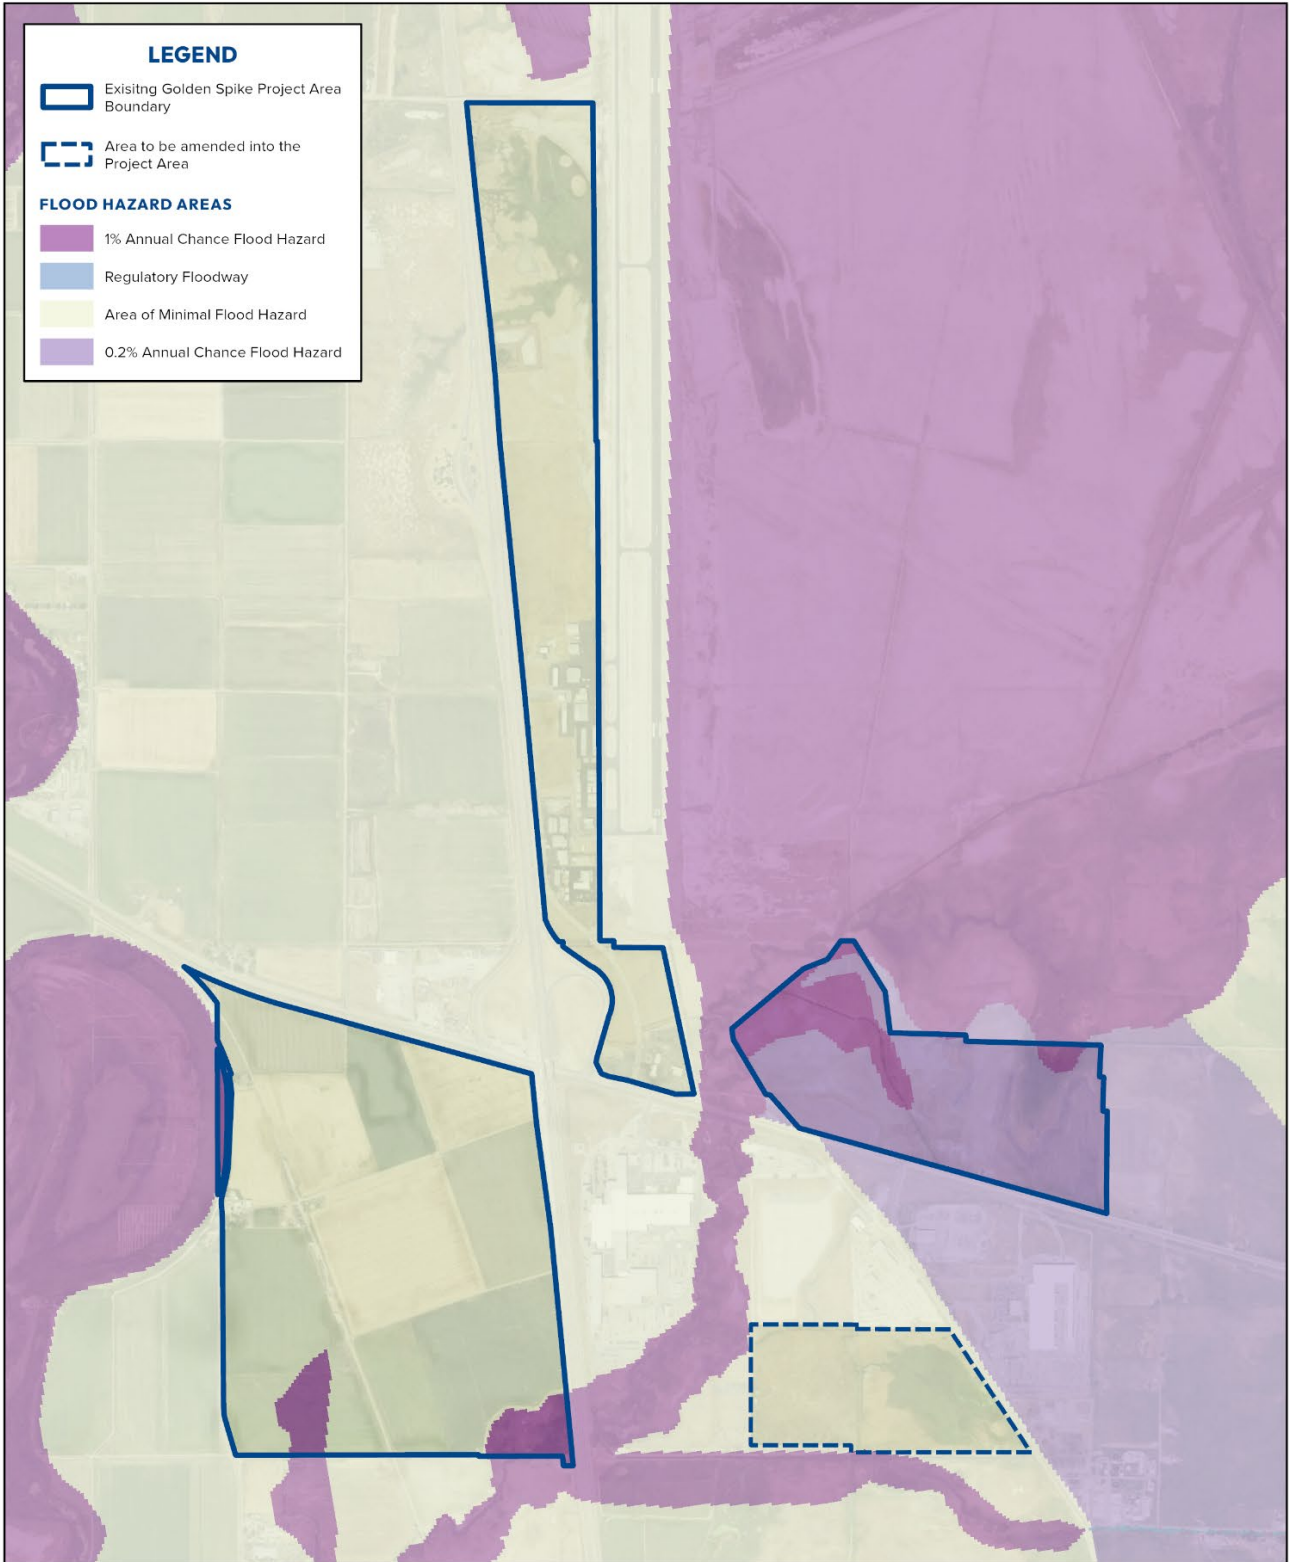 LEGEND
Exisitng Golden Spike Project Area
Boundary
Area to be amended into the
Project Area
FLOOD HAZARD AREAS
1% Annual Chance Flood Hazard
Regulatory Floodway
Area of Minimal Flood Hazard
0.2% Annual Chance Flood Hazard